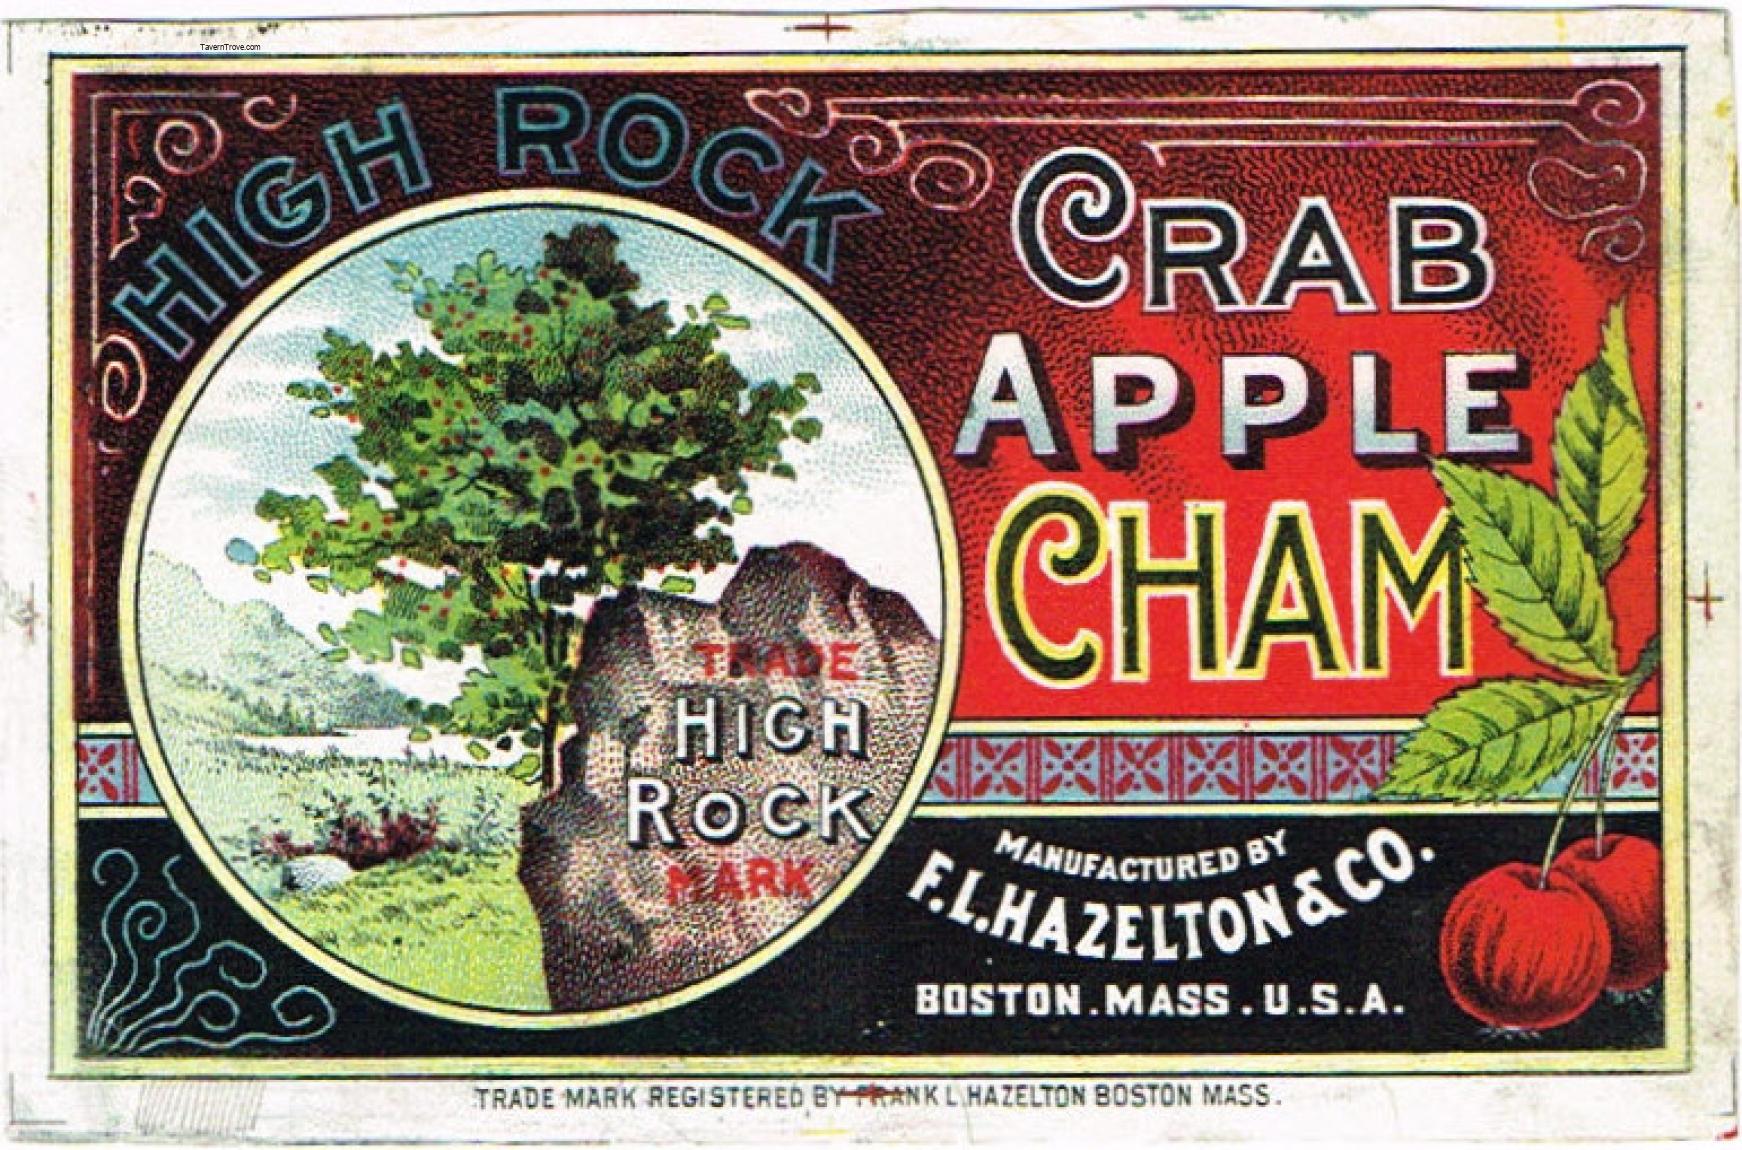 TavernTrove.com
HIGH ROCK
CRAB
APPLE
CHAM
TRADE
HIGH
ROCK
MARK
MANUFACTURED BY
F.L.HAZELTON & CO.
BOSTON.MASS.U.S.A.
TRADE MARK REGISTERED BY FRANK L.HAZELTON BOSTON MASS.